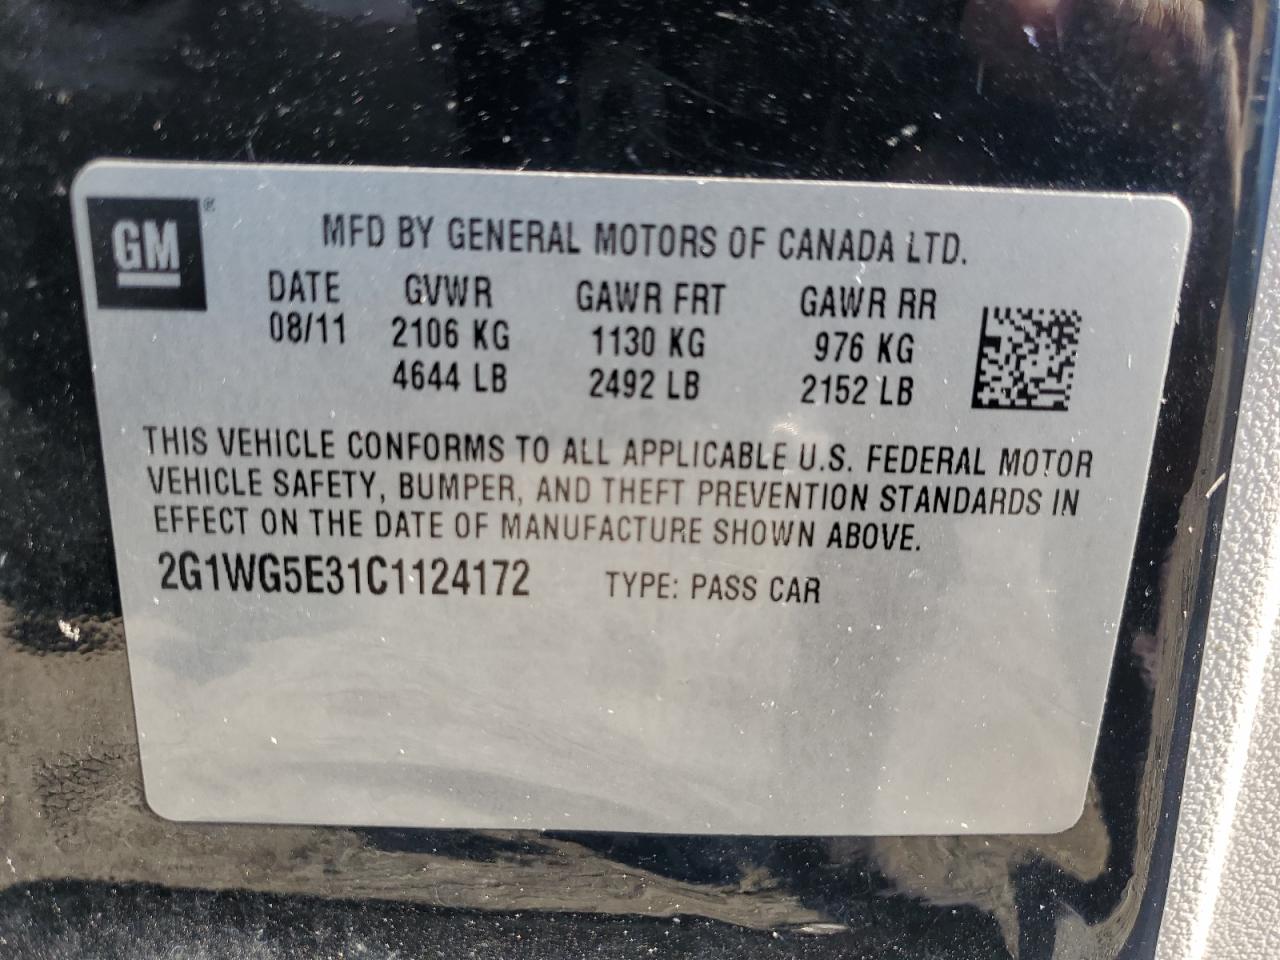 GM®
MFD BY GENERAL MOTORS OF CANADA LTD.
DATE GVWR GAWR FRT GAWR RR
08/11 2106 KG 1130 KG 976 KG
4644 LB 2492 LB 2152 LB
THIS VEHICLE CONFORMS TO ALL APPLICABLE U.S. FEDERAL MOTOR
VEHICLE SAFETY, BUMPER, AND THEFT PREVENTION STANDARDS IN
EFFECT ON THE DATE OF MANUFACTURE SHOWN ABOVE.
2G1WG5E31C1124172 TYPE: PASS CAR